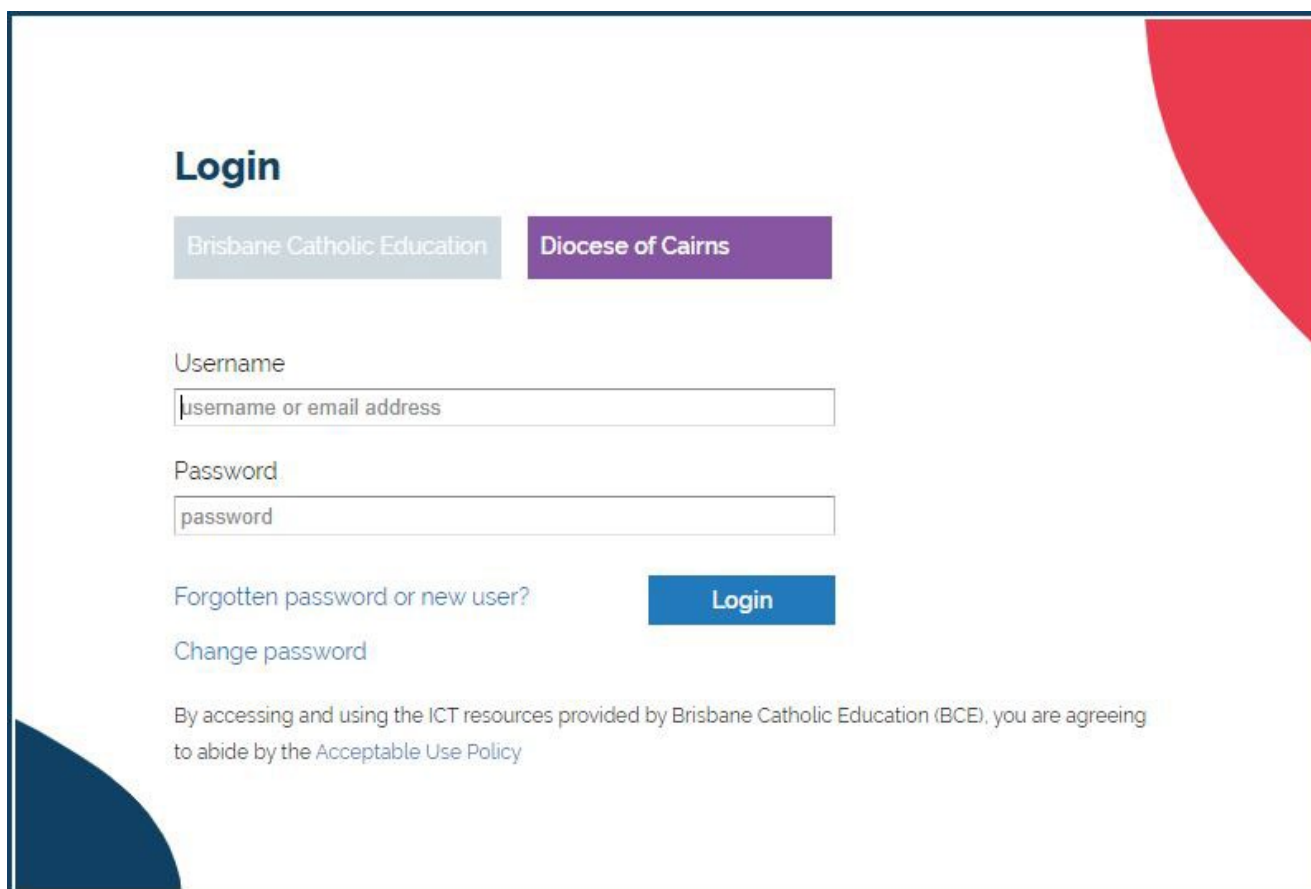 Login
Brisbane Catholic Education
Diocese of Cairns
Username
username or email address
Password
password
Forgotten password or new user?
Login
Change password
By accessing and using the ICT resources provided by Brisbane Catholic Education (BCE), you are agreeing
to abide by the Acceptable Use Policy